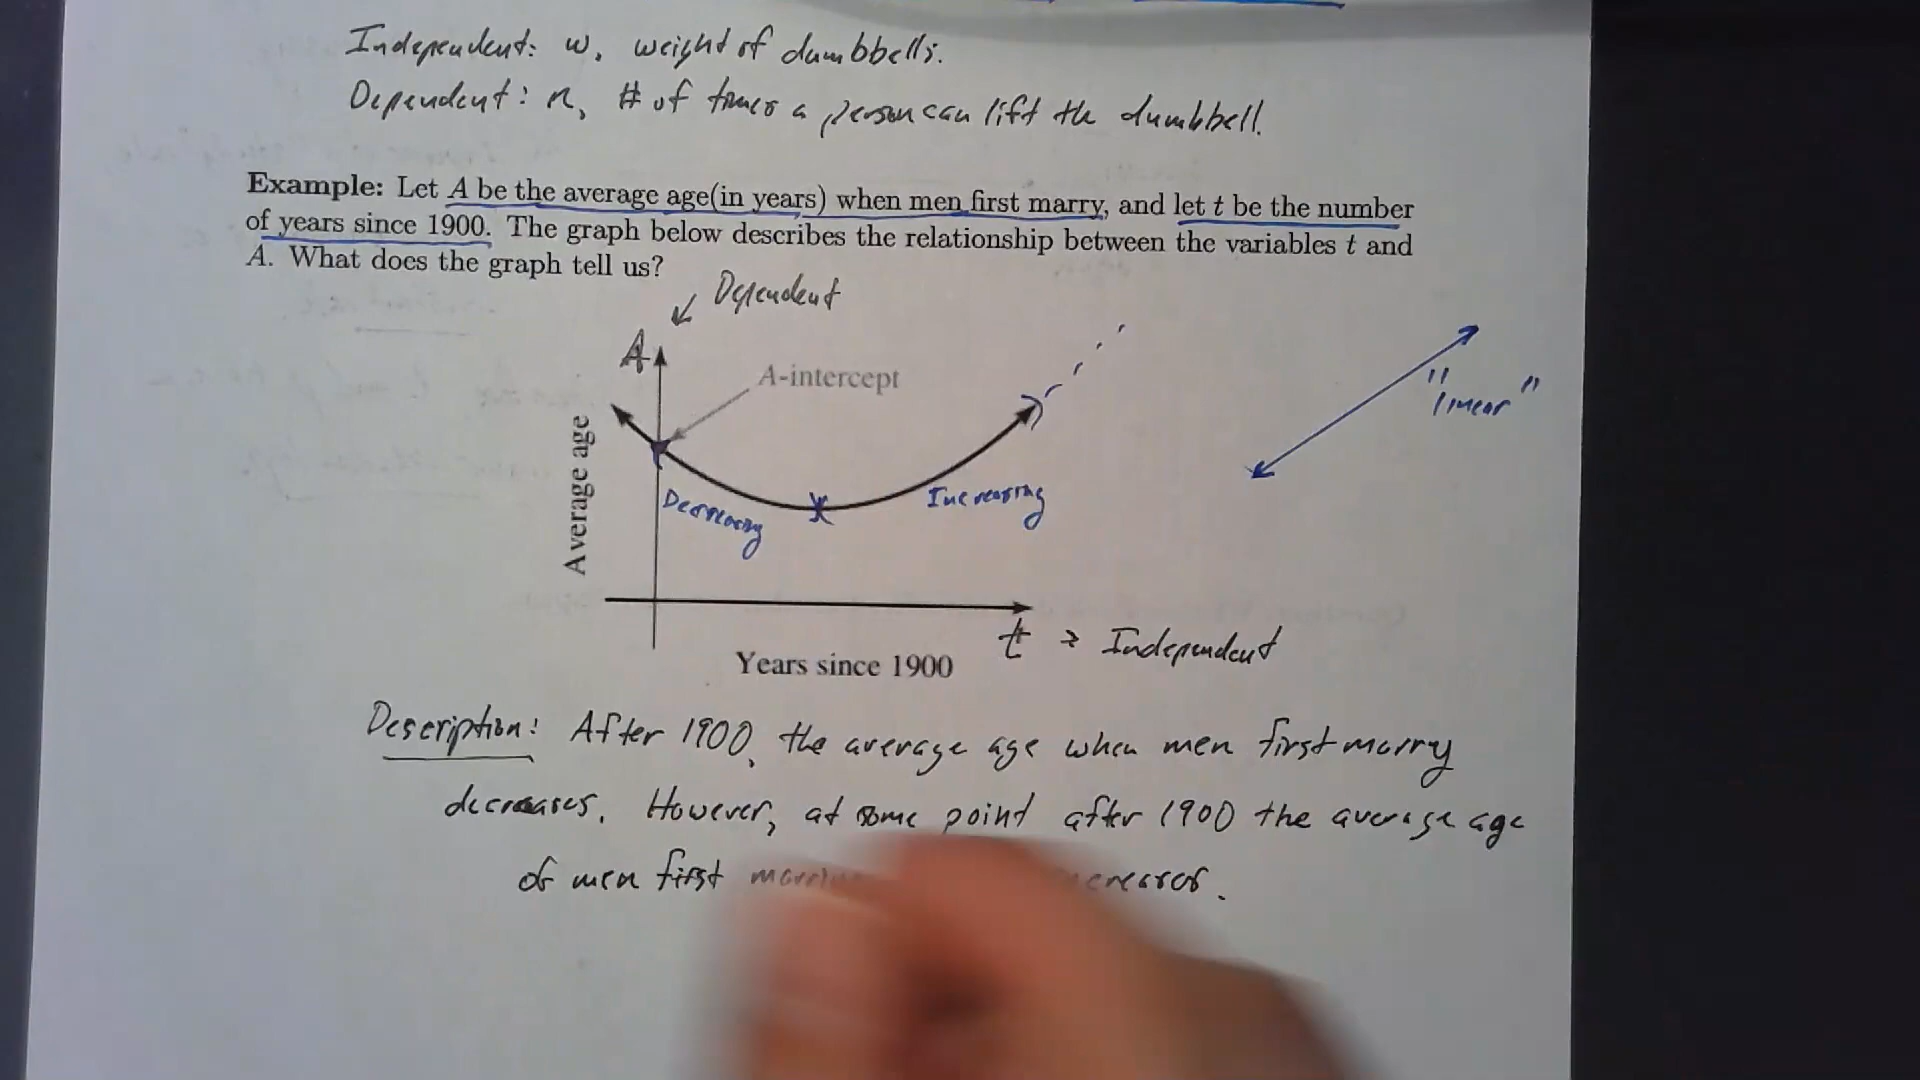 Independent: w, weight of dumbbells.
Dependent: n, # of times a person can lift the dumbbell.
Example: Let A be the average age(in years) when men first marry, and let t be the number
of years since 1900. The graph below describes the relationship between the variables t and
A. What does the graph tell us?
Dependent
A
A-intercept
"linear"
Average age
Decreasing
Increasing
t → Independent
Years since 1900
Description: After 1900, the average age when men first marry
decreases. However, at some point after 1900 the average age
of men first